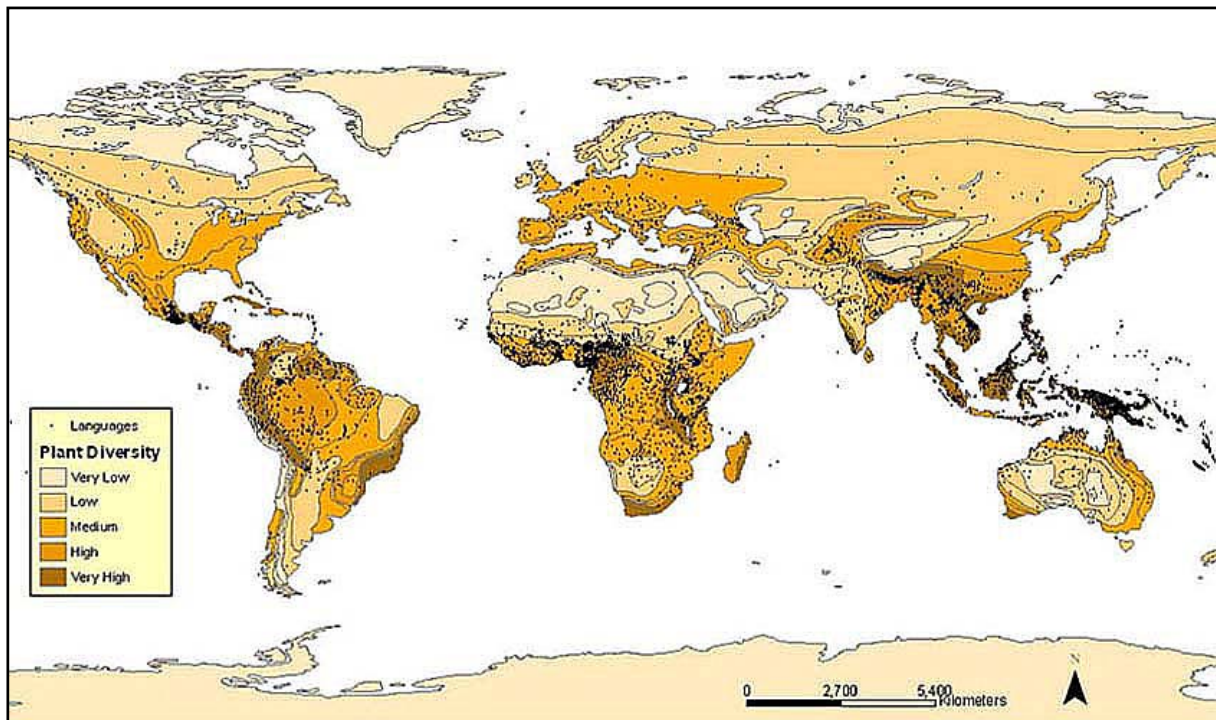 Languages
Plant Diversity
Very Low
Low
Medium
High
Very High
N
0 2,700 5,400
Kilometers